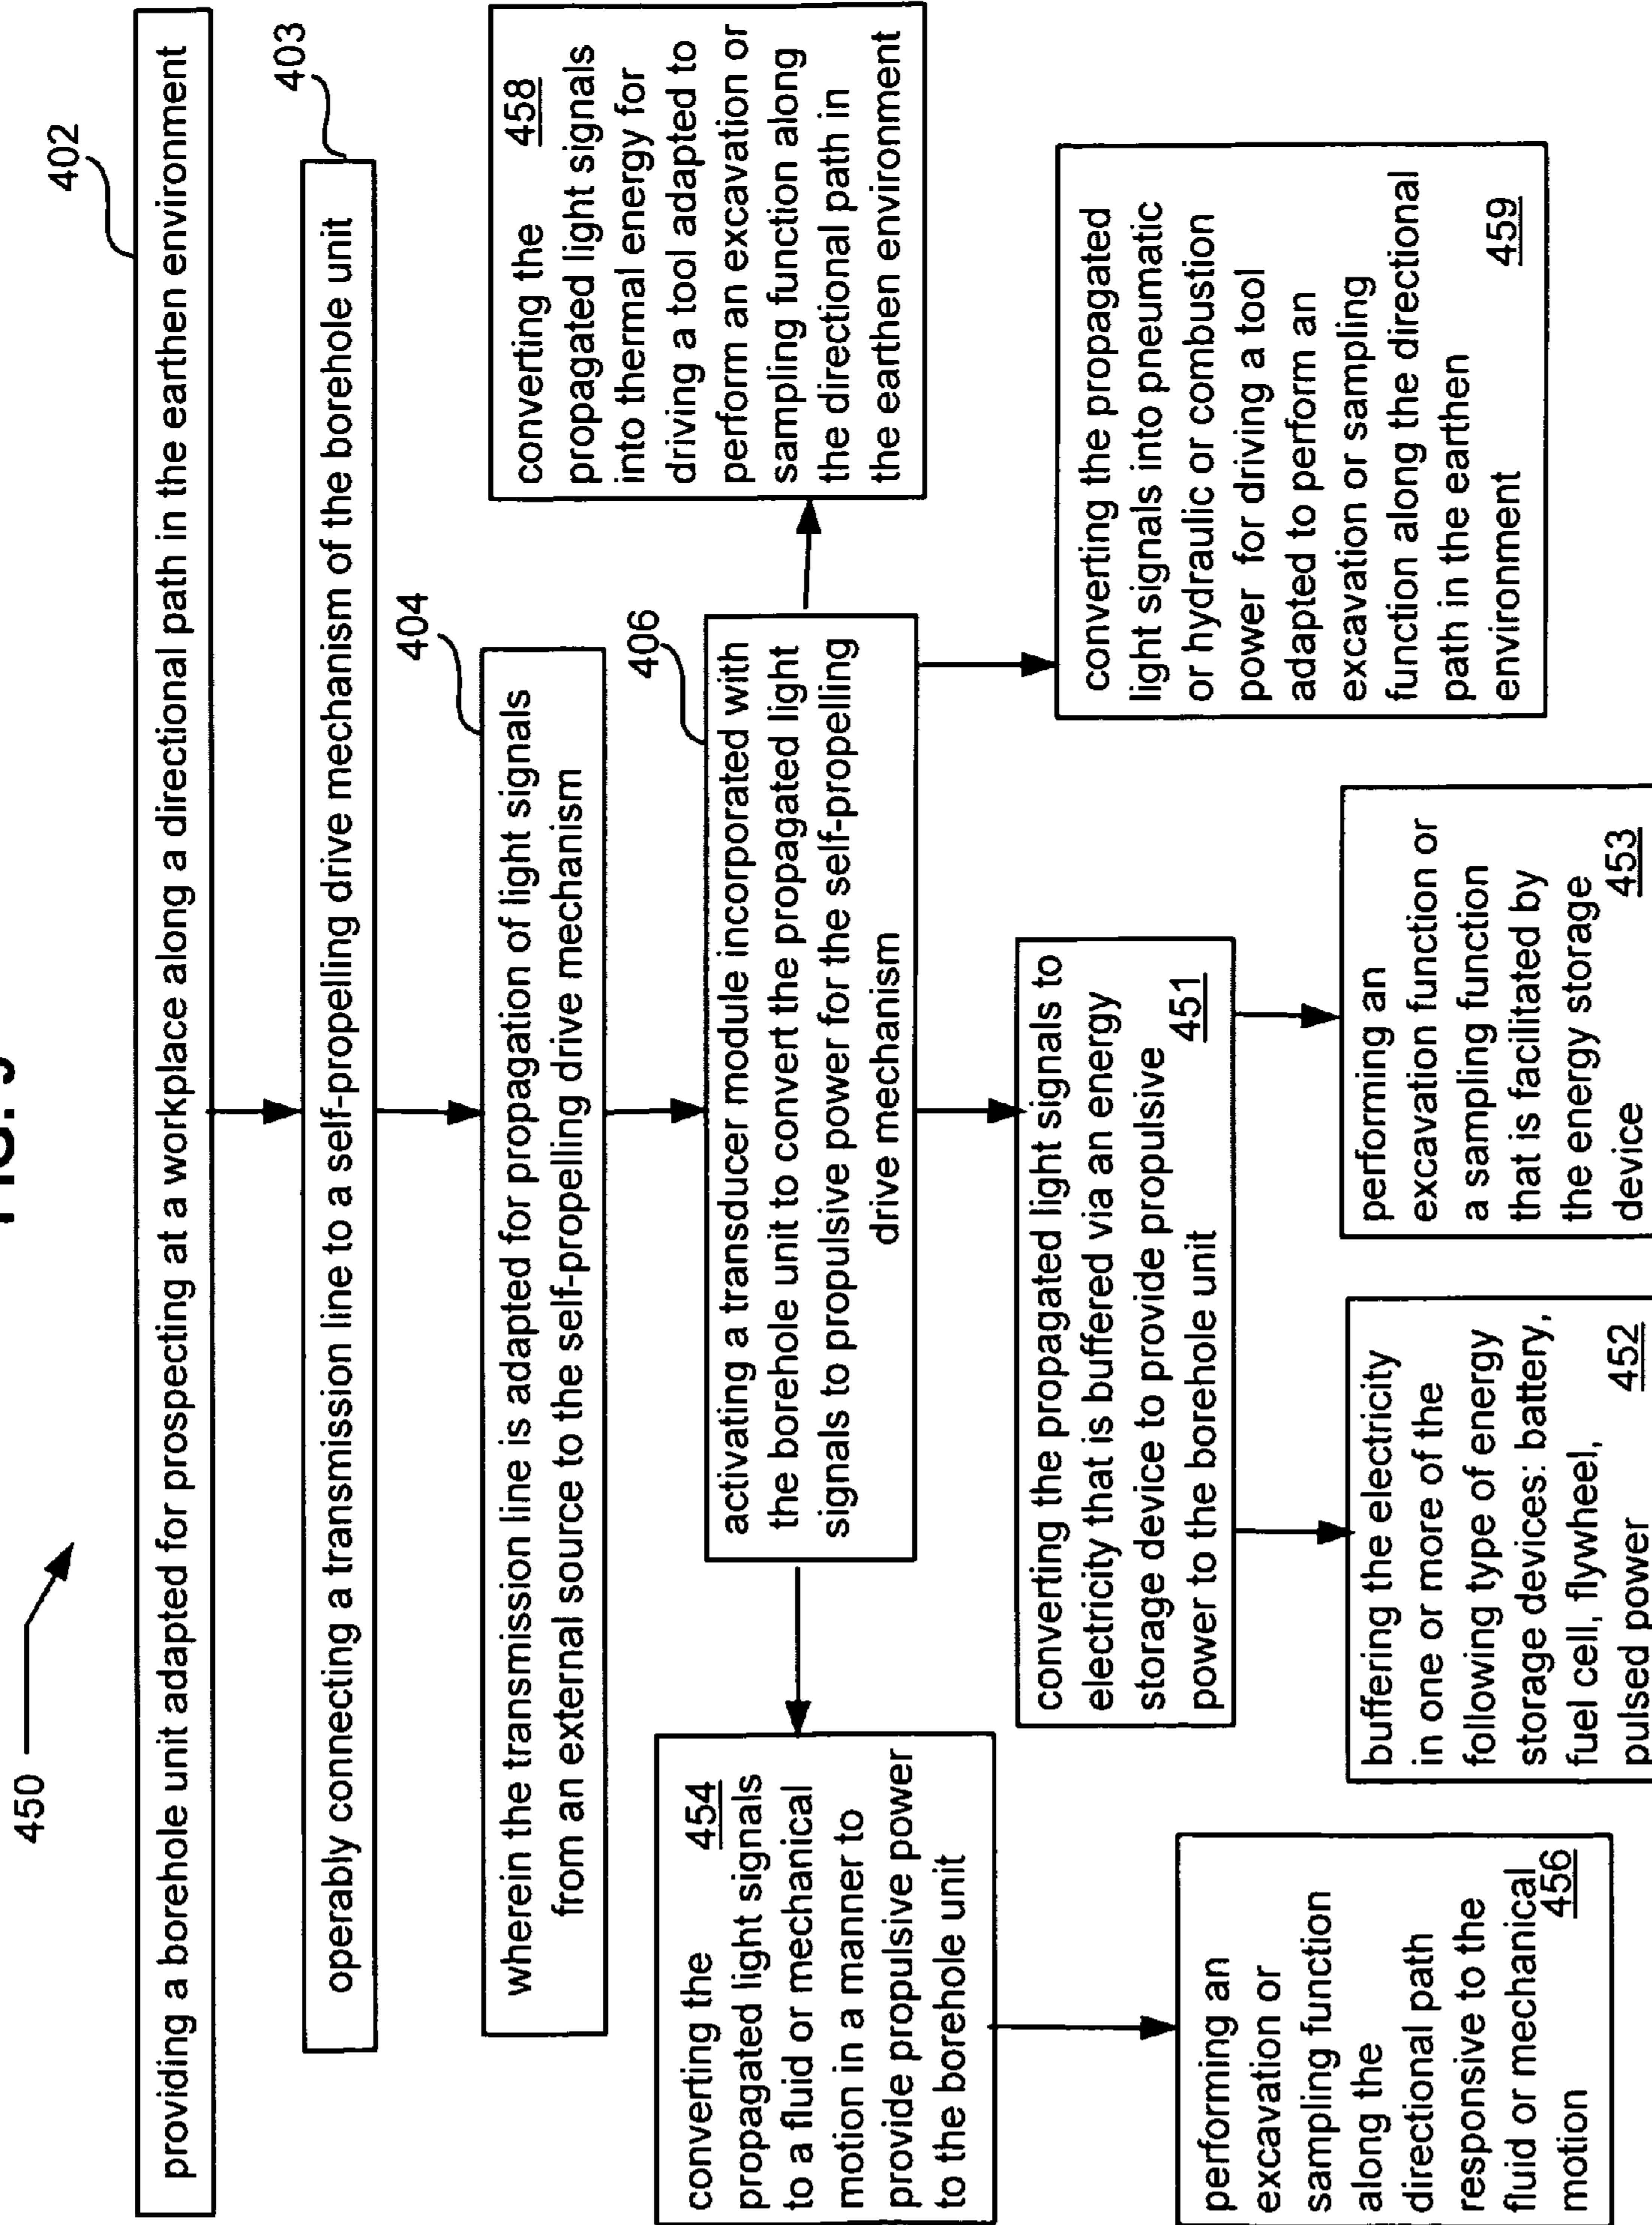 450
402
providing a borehole unit adapted for prospecting at a workplace along a directional path in the earthen environment
403
operably connecting a transmission line to a self-propelling drive mechanism of the borehole unit
404
wherein the transmission line is adapted for propagation of light signals
from an external source to the self-propelling drive mechanism
406
activating a transducer module incorporated with
the borehole unit to convert the propagated light
signals to propulsive power for the self-propelling
drive mechanism
454
converting the
propagated light signals
to a fluid or mechanical
motion in a manner to
provide propulsive power
to the borehole unit
458
converting the
propagated light signals
into thermal energy for
driving a tool adapted to
perform an excavation or
sampling function along
the directional path in
the earthen environment
converting the propagated light signals to
electricity that is buffered via an energy
storage device to provide propulsive
power to the borehole unit
451
converting the propagated
light signals into pneumatic
or hydraulic or combustion
power for driving a tool
adapted to perform an
excavation or sampling
function along the directional
path in the earthen
environment
459
performing an
excavation or
sampling function
along the
directional path
responsive to the
fluid or mechanical
motion
456
buffering the electricity
in one or more of the
following type of energy
storage devices: battery,
fuel cell, flywheel,
pulsed power
452
performing an
excavation function or
a sampling function
that is facilitated by
the energy storage
device
453